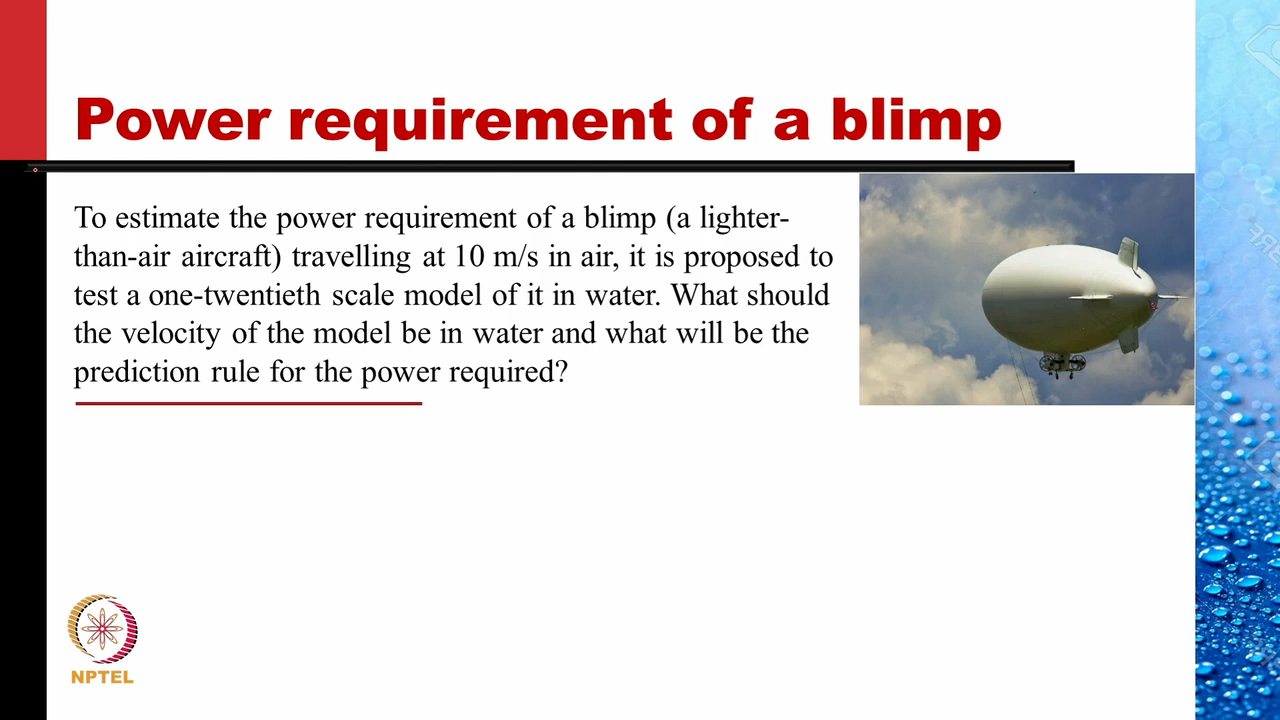 Power requirement of a blimp
To estimate the power requirement of a blimp (a lighter-
than-air aircraft) travelling at 10 m/s in air, it is proposed to
test a one-twentieth scale model of it in water. What should
the velocity of the model be in water and what will be the
prediction rule for the power required?
NPTEL